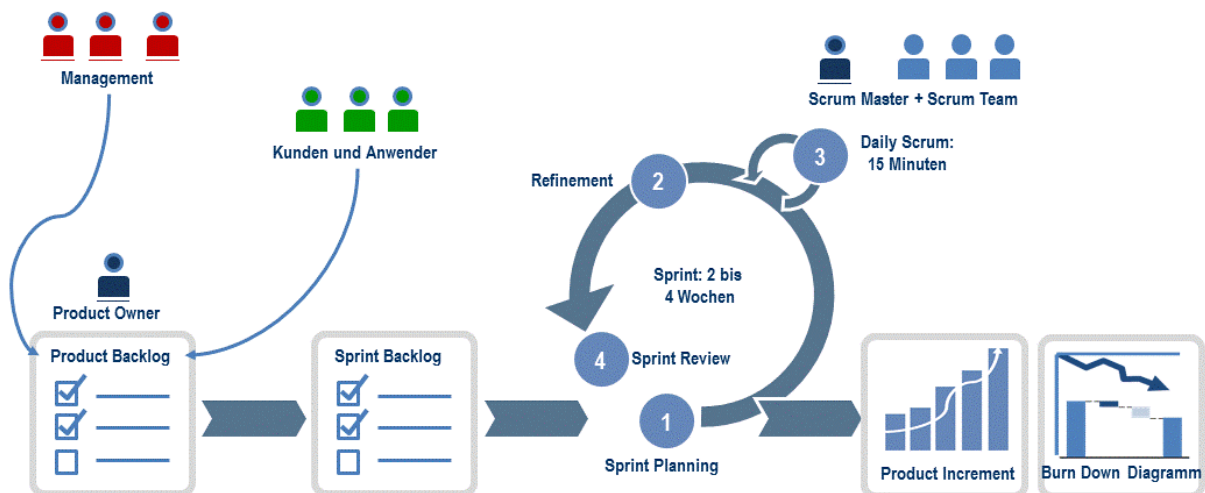 Management
Kunden und Anwender
Scrum Master + Scrum Team
3
Daily Scrum:
15 Minuten
Refinement
2
Sprint: 2 bis
4 Wochen
Product Owner
Product Backlog
Sprint Backlog
4
Sprint Review
1
Sprint Planning
Product Increment
Burn Down Diagramm